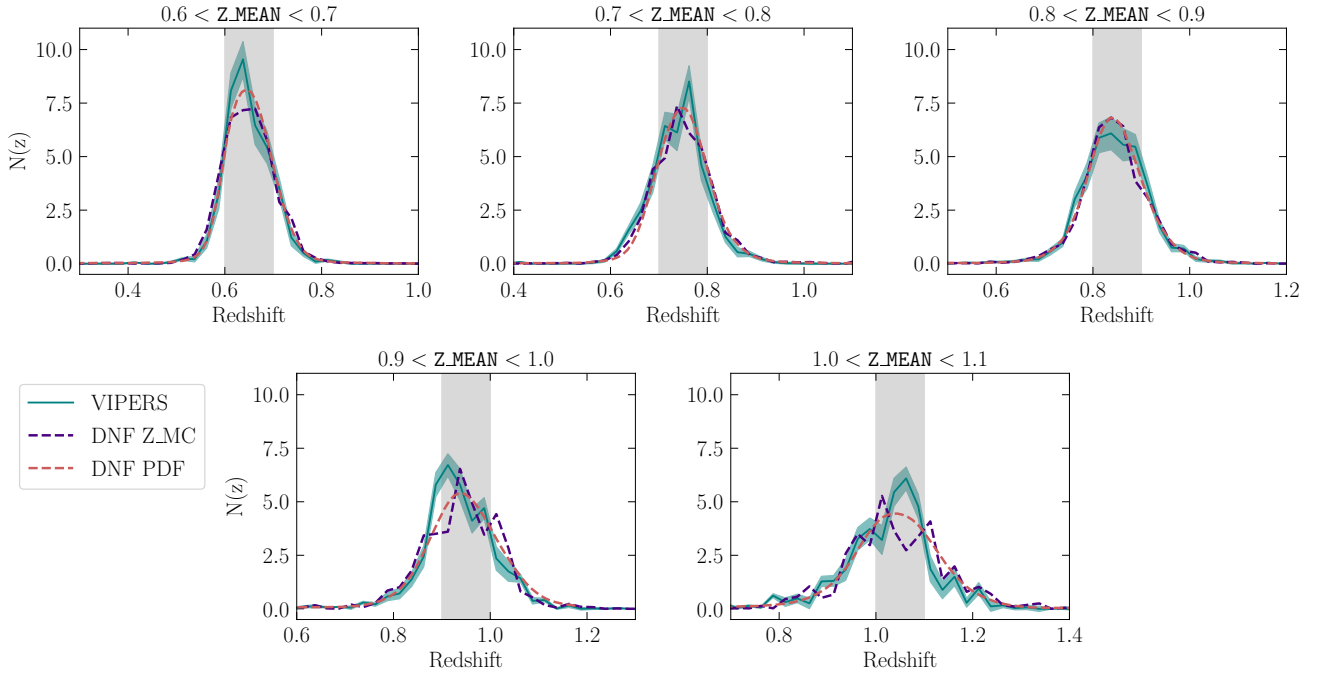 0.6 < Z_MEAN < 0.7
0.7 < Z_MEAN < 0.8
0.8 < Z_MEAN < 0.9
N(z)
10.0
7.5
5.0
2.5
0.0
0.4 0.6 0.8 1.0
Redshift
10.0
7.5
5.0
2.5
0.0
0.4 0.6 0.8 1.0
Redshift
10.0
7.5
5.0
2.5
0.0
0.6 0.8 1.0 1.2
Redshift
VIPERS
DNF Z_MC
DNF PDF
0.9 < Z_MEAN < 1.0
N(z)
10.0
7.5
5.0
2.5
0.0
0.6 0.8 1.0 1.2
Redshift
1.0 < Z_MEAN < 1.1
10.0
7.5
5.0
2.5
0.0
0.8 1.0 1.2 1.4
Redshift